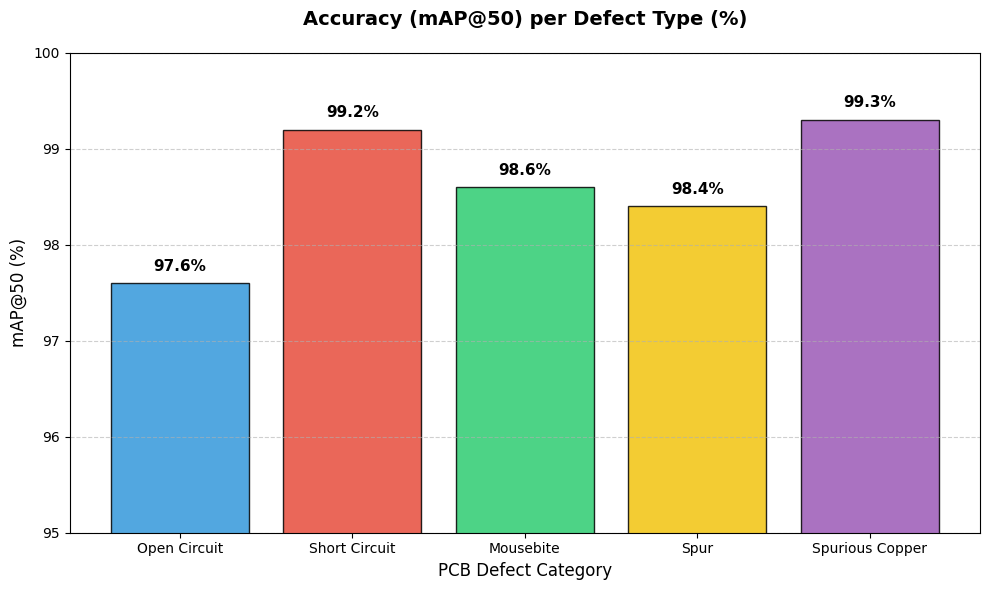 Accuracy (mAP@50) per Defect Type (%)
100
99
98
97
96
95
mAP@50 (%)
97.6%
99.2%
98.6%
98.4%
99.3%
Open Circuit
Short Circuit
Mousebite
Spur
Spurious Copper
PCB Defect Category